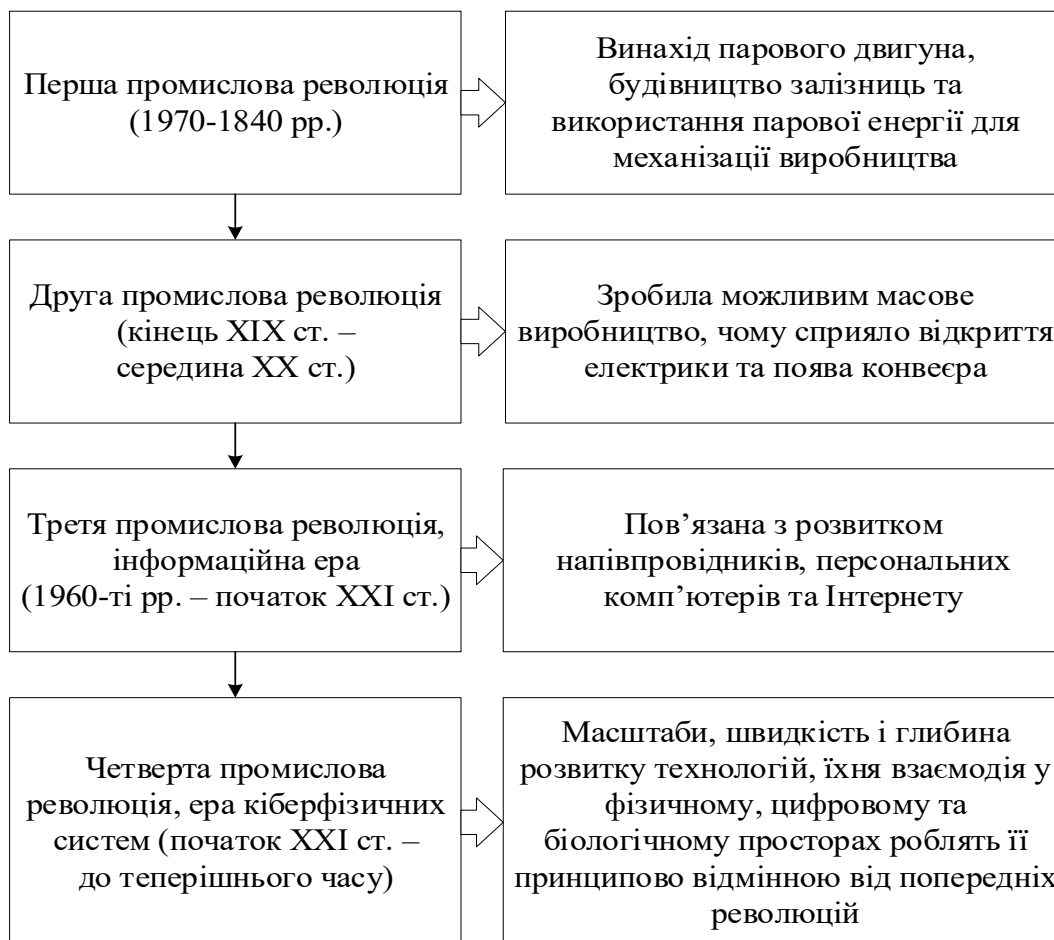 Перша промислова революція
(1970-1840 рр.)
Винахід парового двигуна,
будівництво залізниць та
використання парової енергії для
механізації виробництва
Друга промислова революція
(кінець XIX ст. –
середина XX ст.)
Зробила можливим масове
виробництво, чому сприяло відкриття
електрики та поява конвеєра
Третя промислова революція,
інформаційна ера
(1960-ті рр. – початок XXI ст.)
Пов’язана з розвитком
напівпровідників, персональних
комп’ютерів та Інтернету
Четверта промислова
революція, ера кіберфізичних
систем (початок XXI ст. –
до теперішнього часу)
Масштаби, швидкість і глибина
розвитку технологій, їхня взаємодія у
фізичному, цифровому та
біологічному просторах роблять її
принципово відмінною від попередніх
революцій